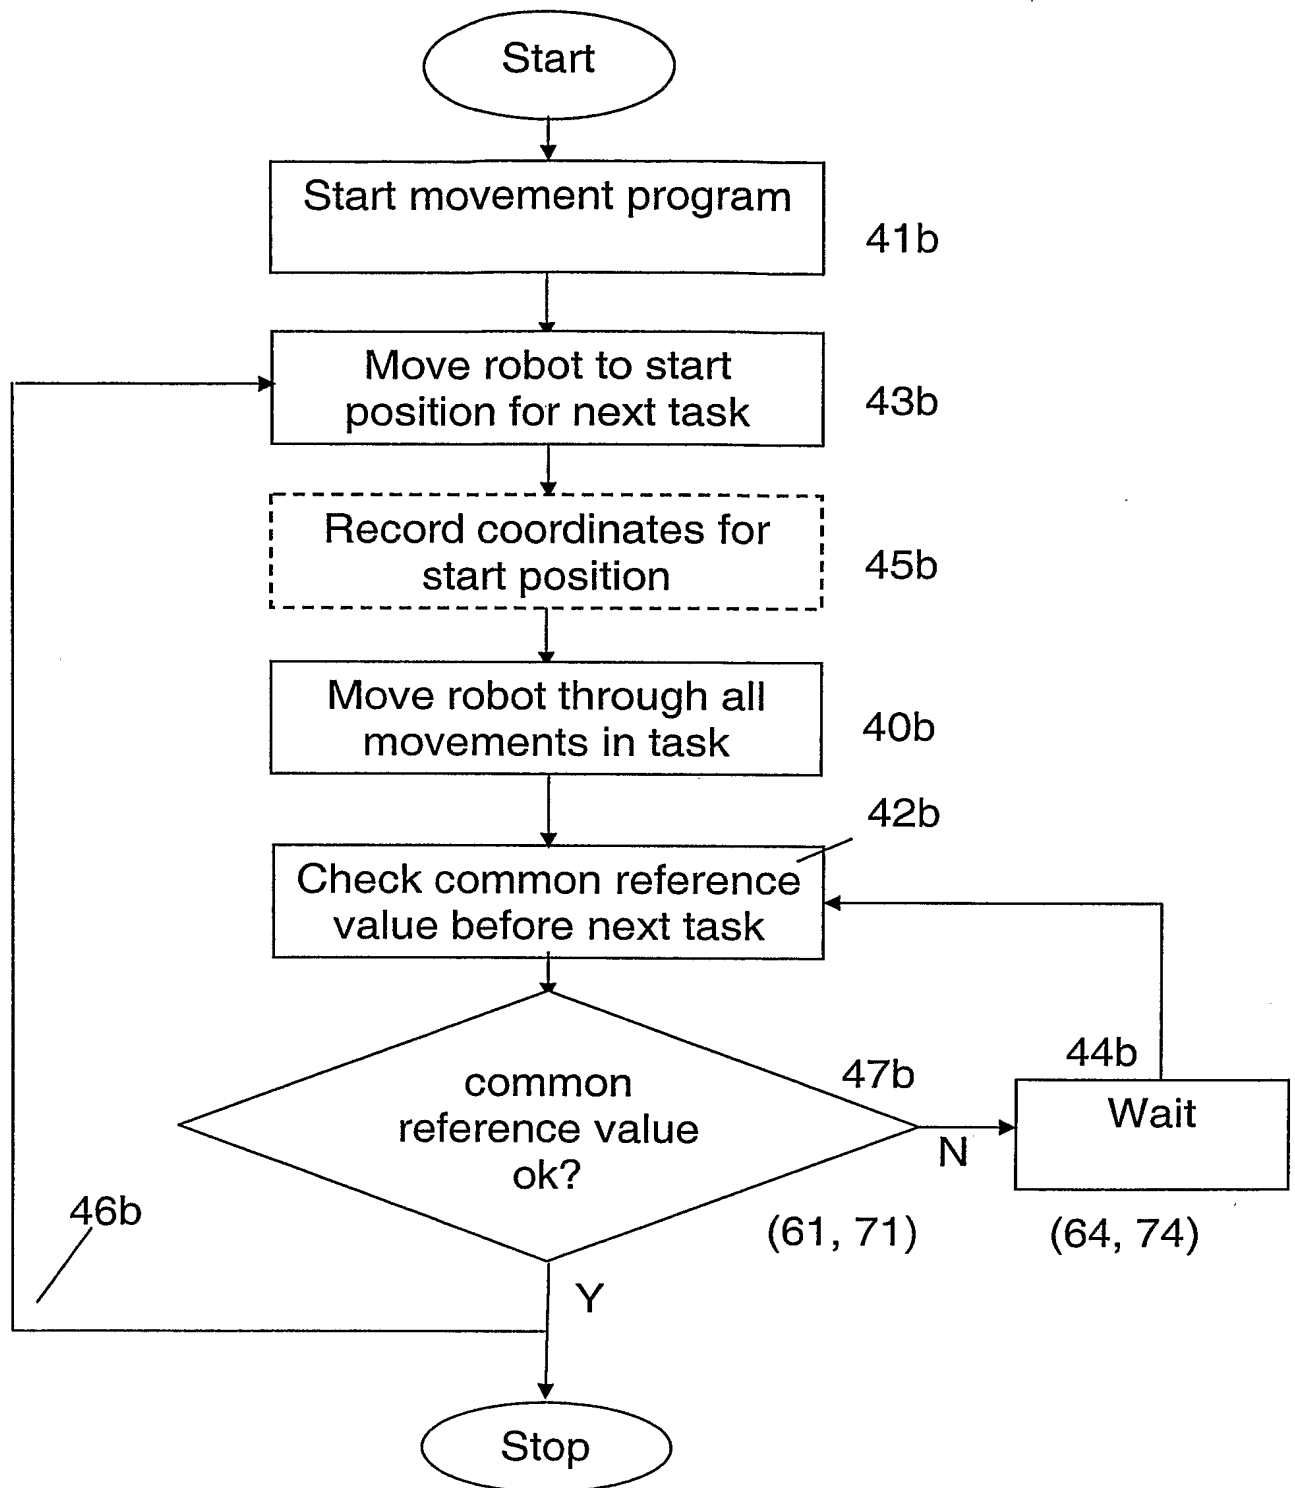 Start
Start movement program
41b
Move robot to start
position for next task
43b
Record coordinates for
start position
45b
Move robot through all
movements in task
40b
42b
Check common reference
value before next task
common
reference value
ok?
47b
N
44b
Wait
(61, 71)
(64, 74)
46b
Y
Stop